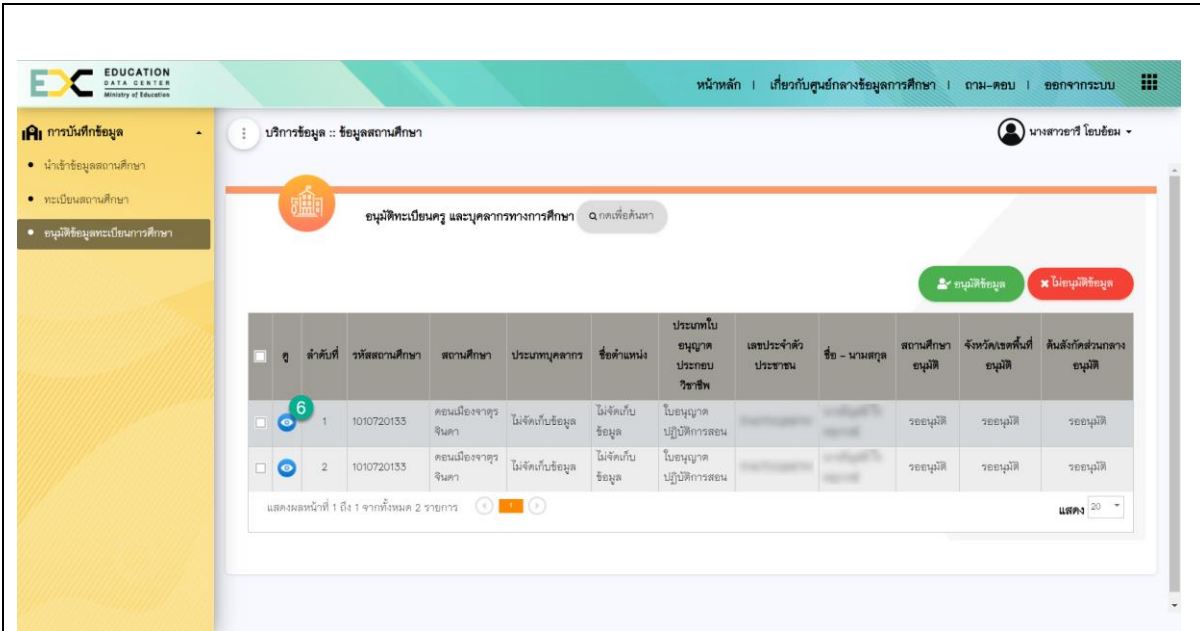 EDC EDUCATION
DATA CENTER
Ministry of Education
หน้าหลัก | เกี่ยวกับศูนย์กลางข้อมูลการศึกษา | ถาม-ตอบ | ออกจากระบบ
การบันทึกข้อมูล
นำเข้าข้อมูลสถานศึกษา
ทะเบียนสถานศึกษา
อนุมัติข้อมูลทะเบียนการศึกษา
บริการข้อมูล :: ข้อมูลสถานศึกษา
นางสาวยารี โอบอ้อม
อนุมัติทะเบียนครู และบุคลากรทางการศึกษา กดเพื่อค้นหา
อนุมัติข้อมูล ไม่อนุมัติข้อมูล
ดู ลำดับที่ รหัสสถานศึกษา สถานศึกษา ประเภทบุคลากร ชื่อตำแหน่ง ประเภทใบอนุญาตประกอบวิชาชีพ เลขประจำตัวประชาชน ชื่อ - นามสกุล สถานศึกษาอนุมัติ จังหวัด/เขตพื้นที่อนุมัติ ต้นสังกัดส่วนกลางอนุมัติ
6
1 1010720133 ดอนเมืองจาตุรจินดา ไม่จัดเก็บข้อมูล ไม่จัดเก็บข้อมูล ใบอนุญาตปฏิบัติการสอน รออนุมัติ รออนุมัติ รออนุมัติ
2 1010720133 ดอนเมืองจาตุรจินดา ไม่จัดเก็บข้อมูล ไม่จัดเก็บข้อมูล ใบอนุญาตปฏิบัติการสอน รออนุมัติ รออนุมัติ รออนุมัติ
แสดงผลหน้าที่ 1 ถึง 1 จากทั้งหมด 2 รายการ 1 แสดง 20